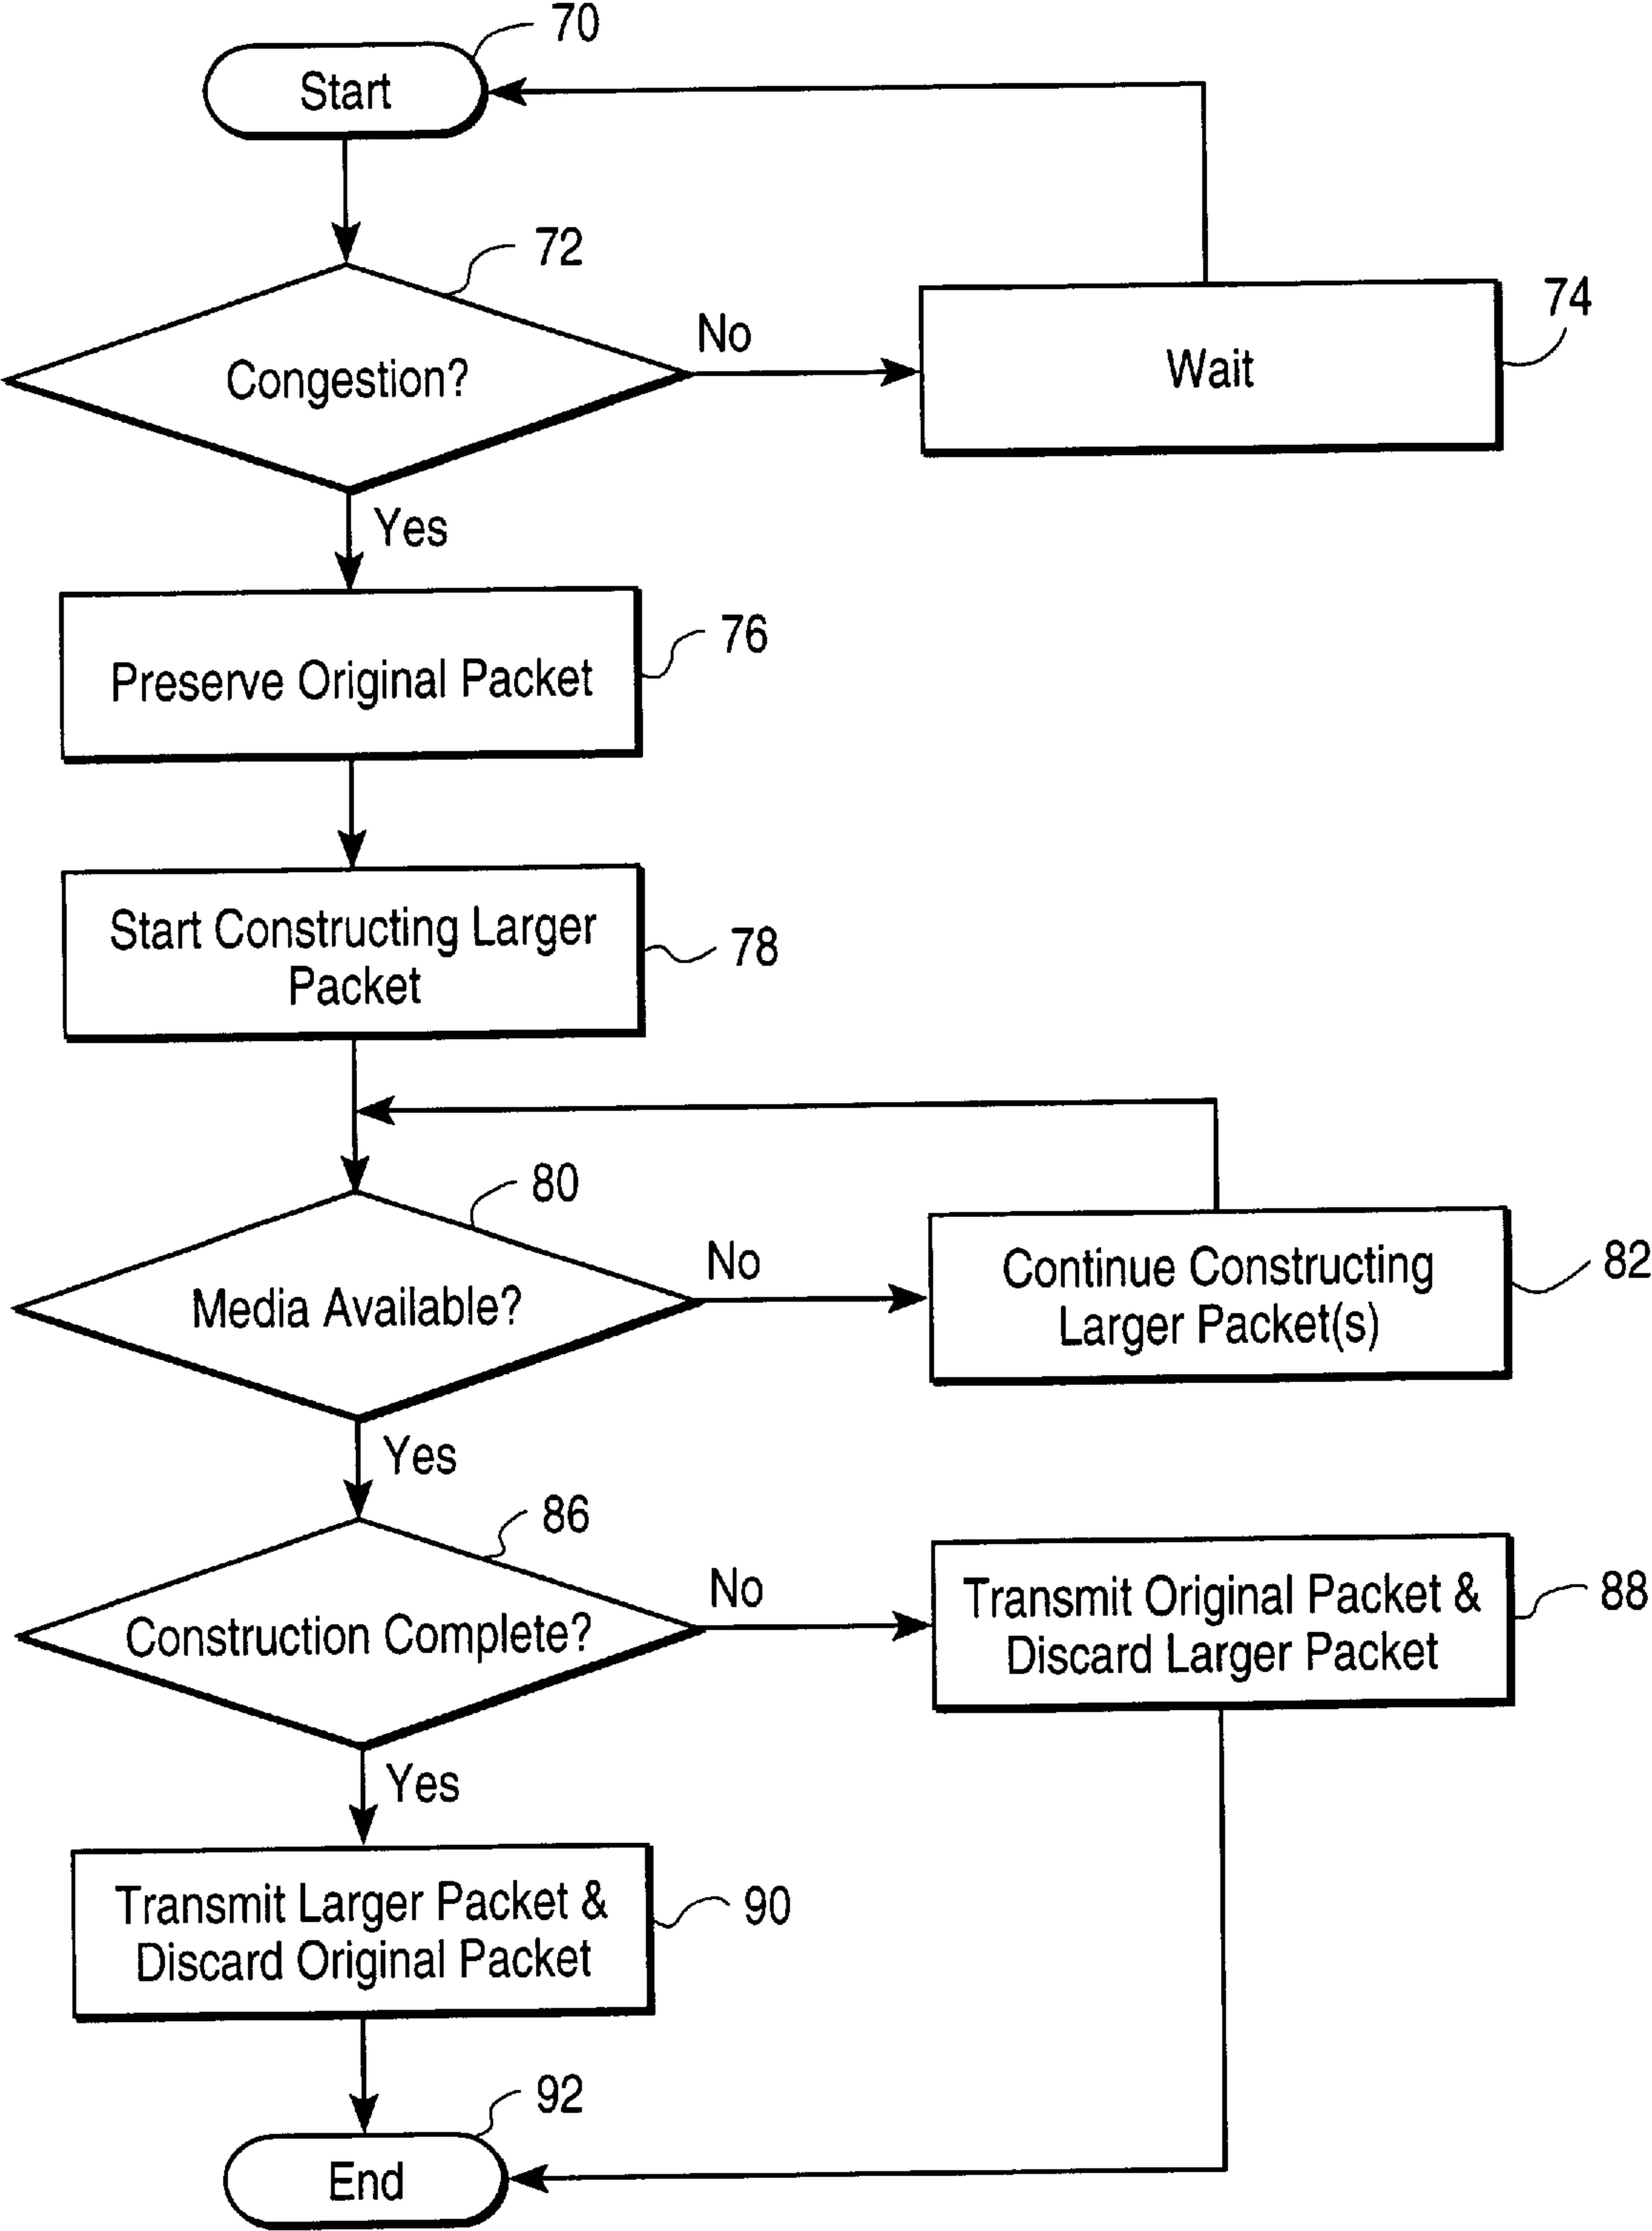 70
Start
72
No
74
Congestion?
Wait
Yes
76
Preserve Original Packet
Start Constructing Larger
Packet
78
80
No
Continue Constructing
Larger Packet(s)
82
Media Available?
Yes
86
No
Transmit Original Packet &
Discard Larger Packet
88
Construction Complete?
Yes
Transmit Larger Packet &
Discard Original Packet
90
92
End